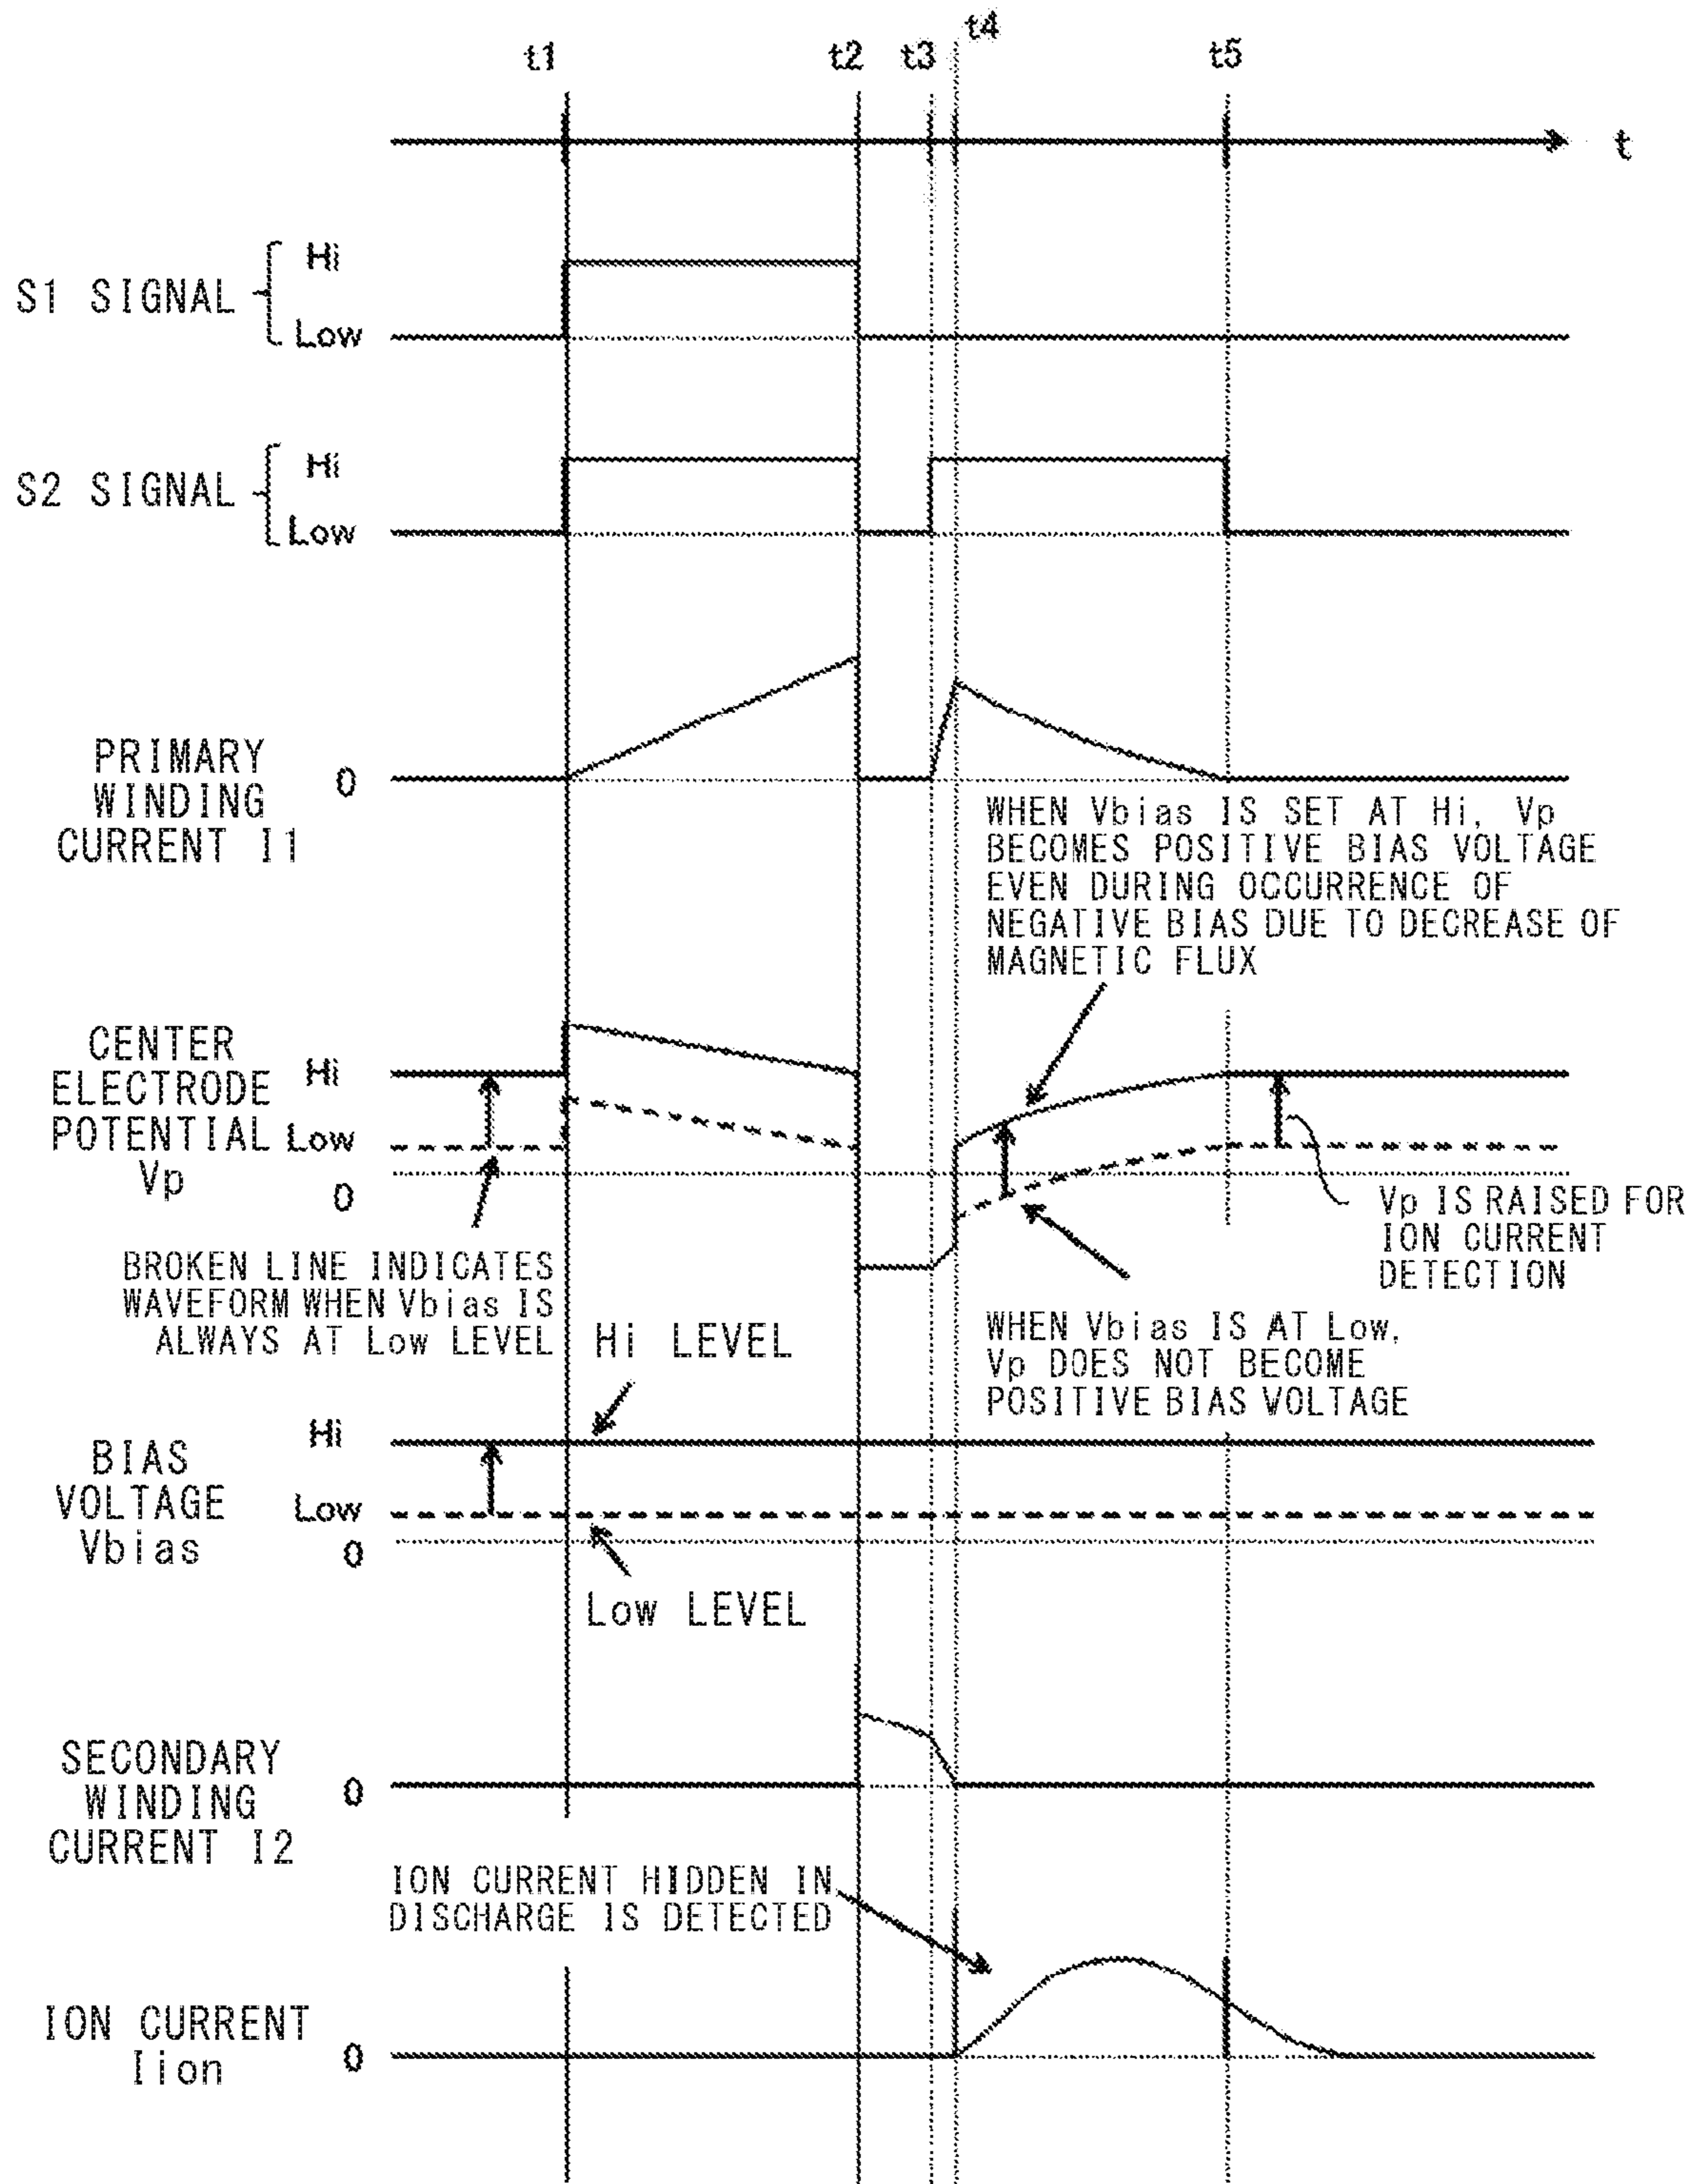 t1
t2
t3
t4
t5
t
S1 SIGNAL
Hi
Low
S2 SIGNAL
Hi
Low
PRIMARY
WINDING
CURRENT I1
0
WHEN Vbias IS SET AT Hi, Vp
BECOMES POSITIVE BIAS VOLTAGE
EVEN DURING OCCURRENCE OF
NEGATIVE BIAS DUE TO DECREASE OF
MAGNETIC FLUX
CENTER
ELECTRODE
POTENTIAL
Vp
Hi
Low
0
Vp IS RAISED FOR
ION CURRENT
DETECTION
BROKEN LINE INDICATES
WAVEFORM WHEN Vbias IS
ALWAYS AT Low LEVEL
WHEN Vbias IS AT Low,
Vp DOES NOT BECOME
POSITIVE BIAS VOLTAGE
Hi LEVEL
BIAS
VOLTAGE
Vbias
Hi
Low
0
Low LEVEL
SECONDARY
WINDING
CURRENT I2
0
ION CURRENT HIDDEN IN
DISCHARGE IS DETECTED
ION CURRENT
Iion
0